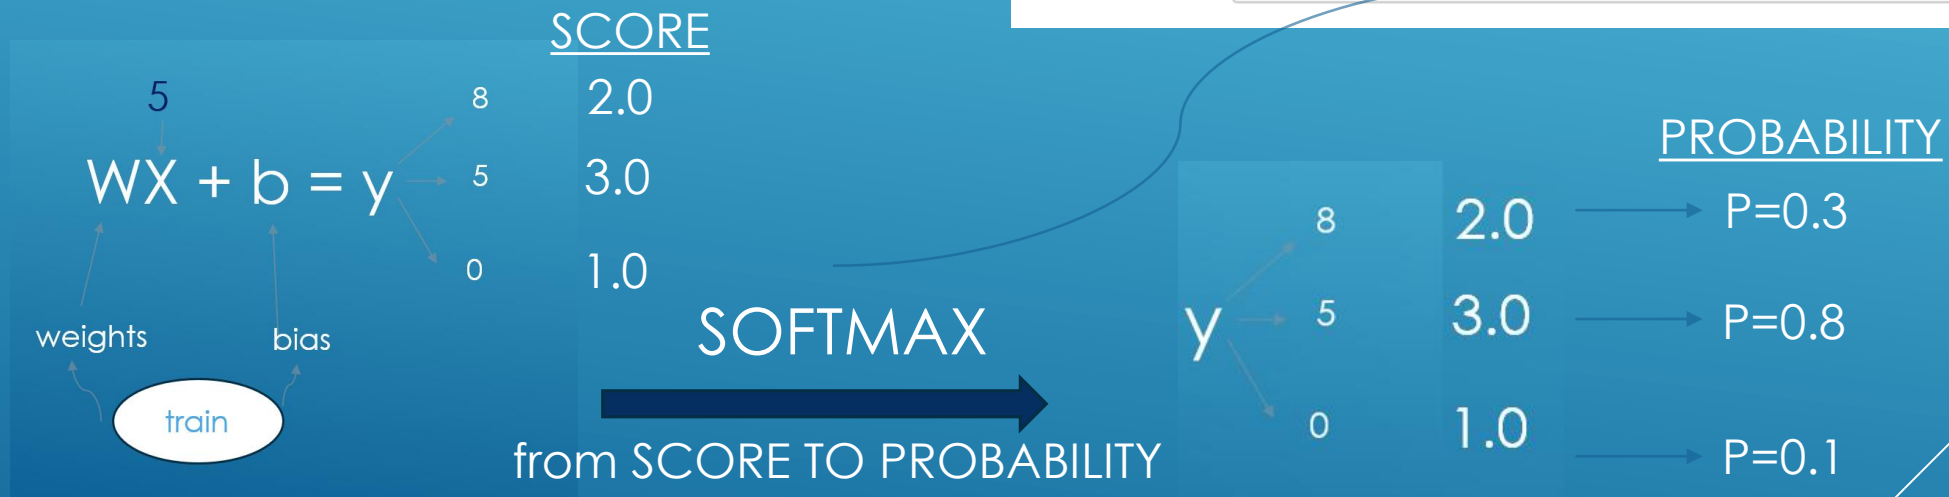 SCORE
5
8 2.0
WX + b = y
5 3.0
0 1.0
weights
bias
train
SOFTMAX
from SCORE TO PROBABILITY
PROBABILITY
8 2.0 P=0.3
y 5 3.0 P=0.8
0 1.0 P=0.1